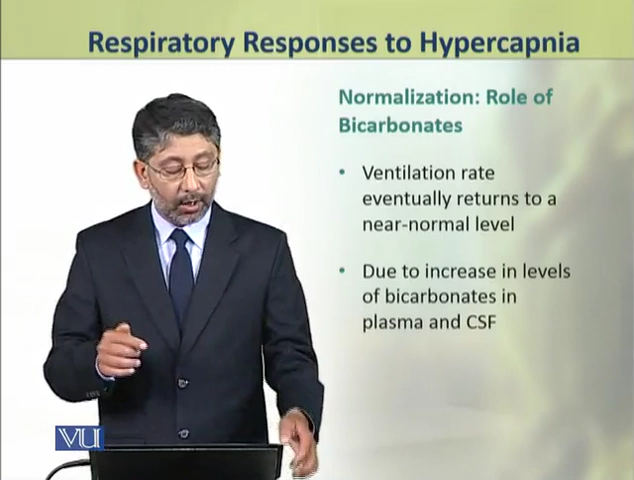 Respiratory Responses to Hypercapnia
Normalization: Role of
Bicarbonates
• Ventilation rate
eventually returns to a
near-normal level
• Due to increase in levels
of bicarbonates in
plasma and CSF
VU